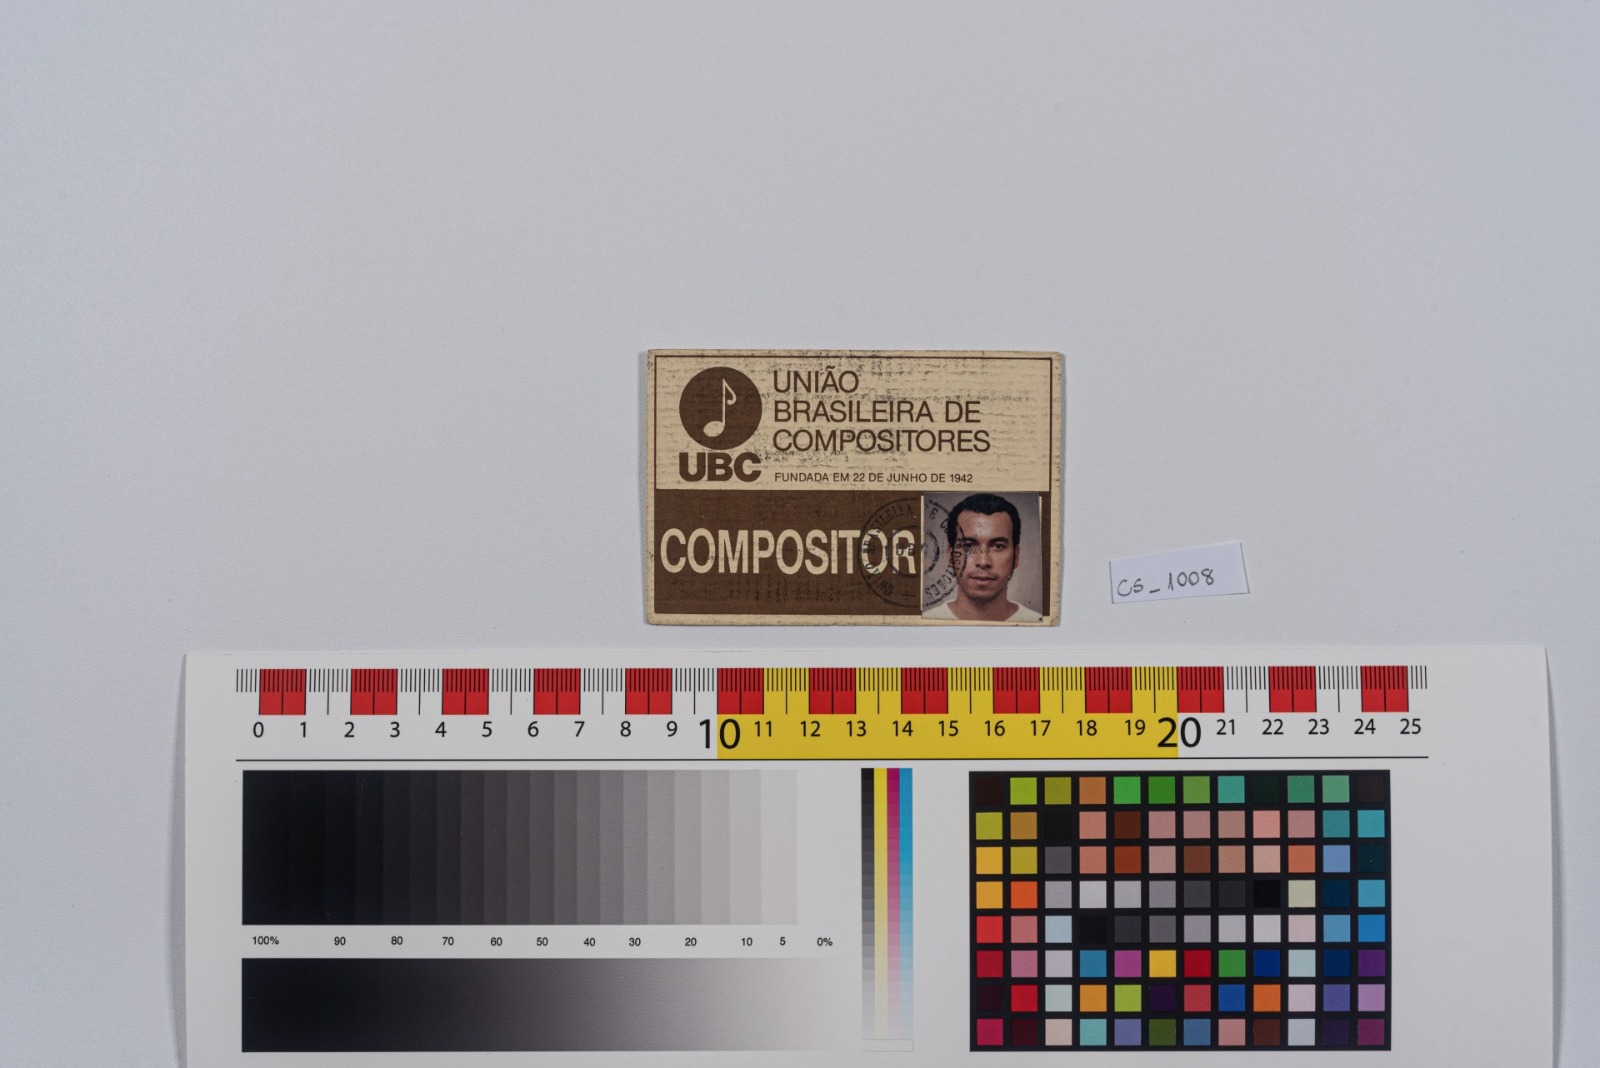 UNIÃO
BRASILEIRA DE
COMPOSITORES
UBC
FUNDADA EM 22 DE JUNHO DE 1942
COMPOSITOR
CS_1008
0 1 2 3 4 5 6 7 8 9 10 11 12 13 14 15 16 17 18 19 20 21 22 23 24 25
100% 90 80 70 60 50 40 30 20 10 5 0%